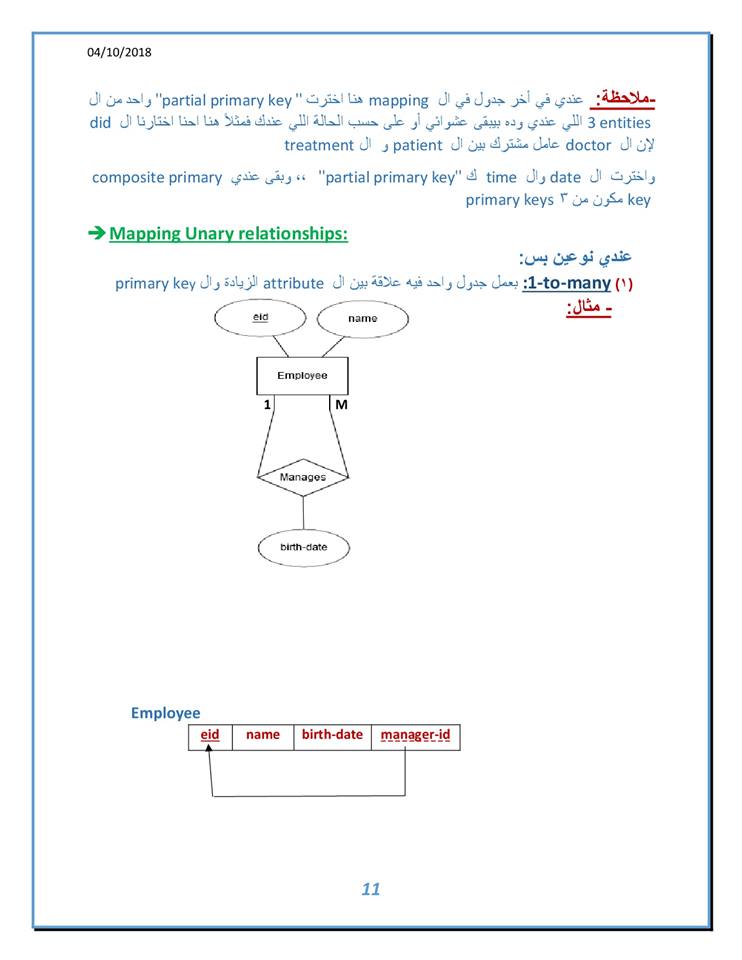 04/10/2018
-ملاحظة: عندي في أخر جدول في ال mapping هنا اخترت " partial primary key" واحد من ال
3 entities اللي عندي وده بيبقى عشوائي أو على حسب الحالة اللي عندك فمثلاً هنا احنا اختارنا ال did
لإن ال doctor عامل مشترك بين ال patient و ال treatment
واخترت ال date وال time ك "partial primary key" ،، وبقى عندي composite primary
key مكون من ٣ primary keys
➔ Mapping Unary relationships:
عندي نوعين بس:
(١) 1-to-many: بعمل جدول واحد فيه علاقة بين ال attribute الزيادة وال primary key
- مثال:
eid name
Employee
1 M
Manages
birth-date
Employee
eid name birth-date manager-id
11